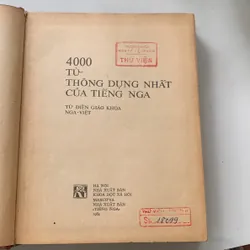 4000
TỪ
THÔNG DỤNG NHẤT
CỦA TIẾNG NGA
TỪ ĐIỂN GIÁO KHOA
NGA-VIỆT
THƯ VIỆN
HÀ NỘI
NHÀ XUẤT BẢN
KHOA HỌC XÃ HỘI
NHÀ XUẤT BẢN
«TIẾNG NGA»
18299